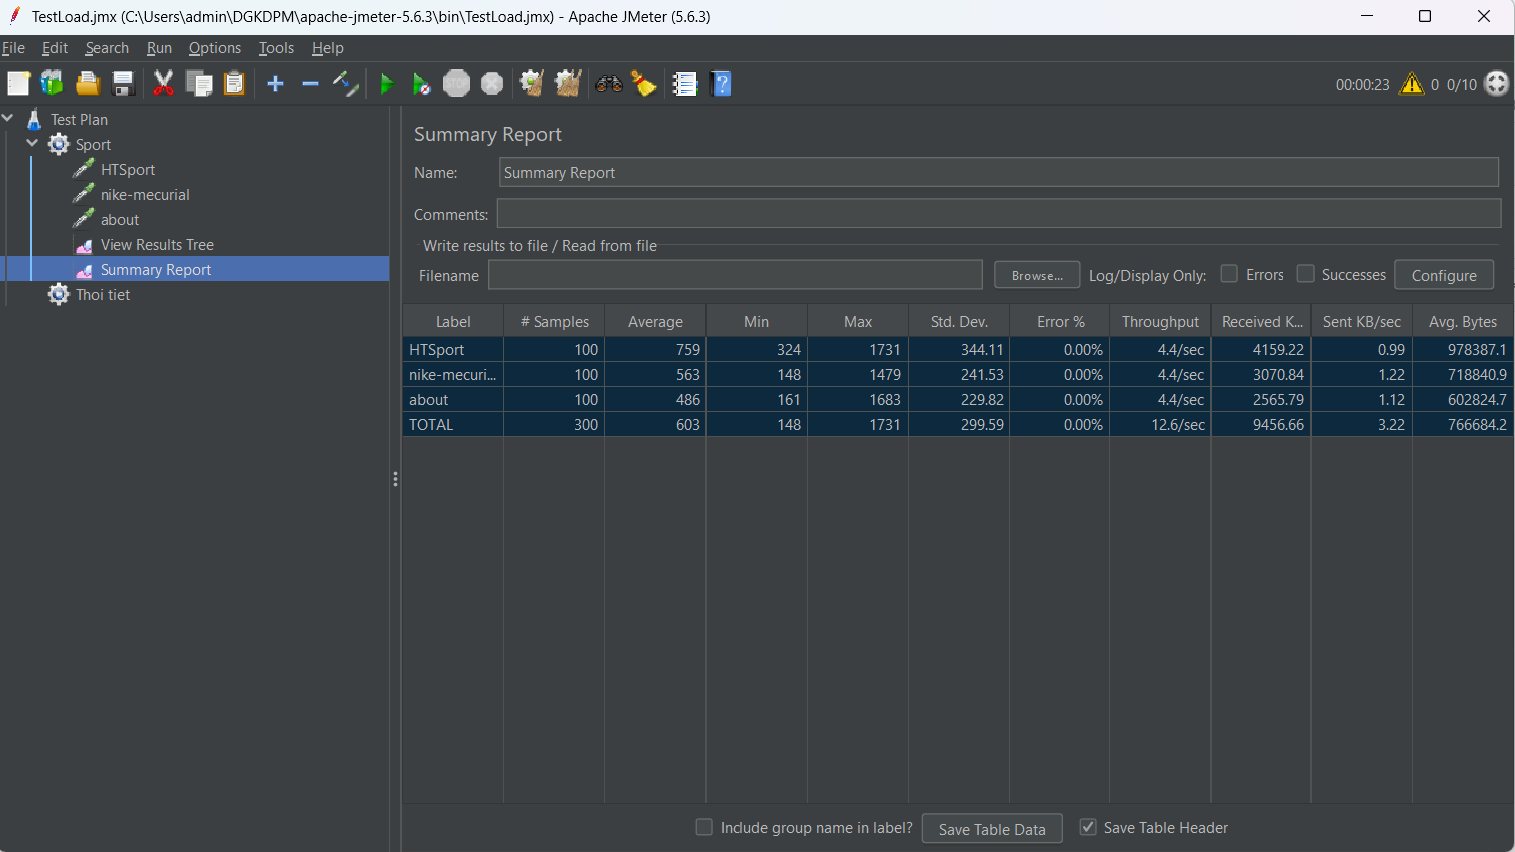 TestLoad.jmx (C:\Users\admin\DGKDPM\apache-jmeter-5.6.3\bin\TestLoad.jmx) - Apache JMeter (5.6.3)
File Edit Search Run Options Tools Help
STOP
00:00:23 0 0/10
Test Plan
Sport
HTSport
nike-mecurial
about
View Results Tree
Summary Report
Thoi tiet
Summary Report
Name: Summary Report
Comments:
Write results to file / Read from file
Filename Browse... Log/Display Only: Errors Successes Configure
Label # Samples Average Min Max Std. Dev. Error % Throughput Received K... Sent KB/sec Avg. Bytes
HTSport 100 759 324 1731 344.11 0.00% 4.4/sec 4159.22 0.99 978387.1
nike-mecuri... 100 563 148 1479 241.53 0.00% 4.4/sec 3070.84 1.22 718840.9
about 100 486 161 1683 229.82 0.00% 4.4/sec 2565.79 1.12 602824.7
TOTAL 300 603 148 1731 299.59 0.00% 12.6/sec 9456.66 3.22 766684.2
Include group name in label? Save Table Data Save Table Header